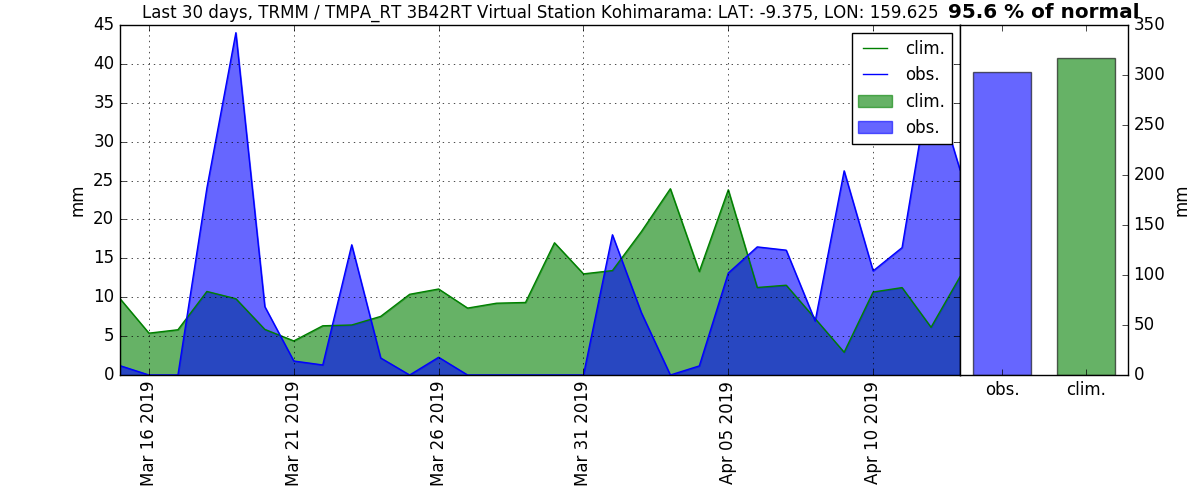 Last 30 days, TRMM / TMPA_RT 3B42RT Virtual Station Kohimarama: LAT: -9.375, LON: 159.625
95.6 % of normal
45
40
35
30
25
20
15
10
5
0
mm
clim.
obs.
clim.
obs.
Mar 16 2019
Mar 21 2019
Mar 26 2019
Mar 31 2019
Apr 05 2019
Apr 10 2019
350
300
250
200
150
100
50
0
mm
obs.
clim.